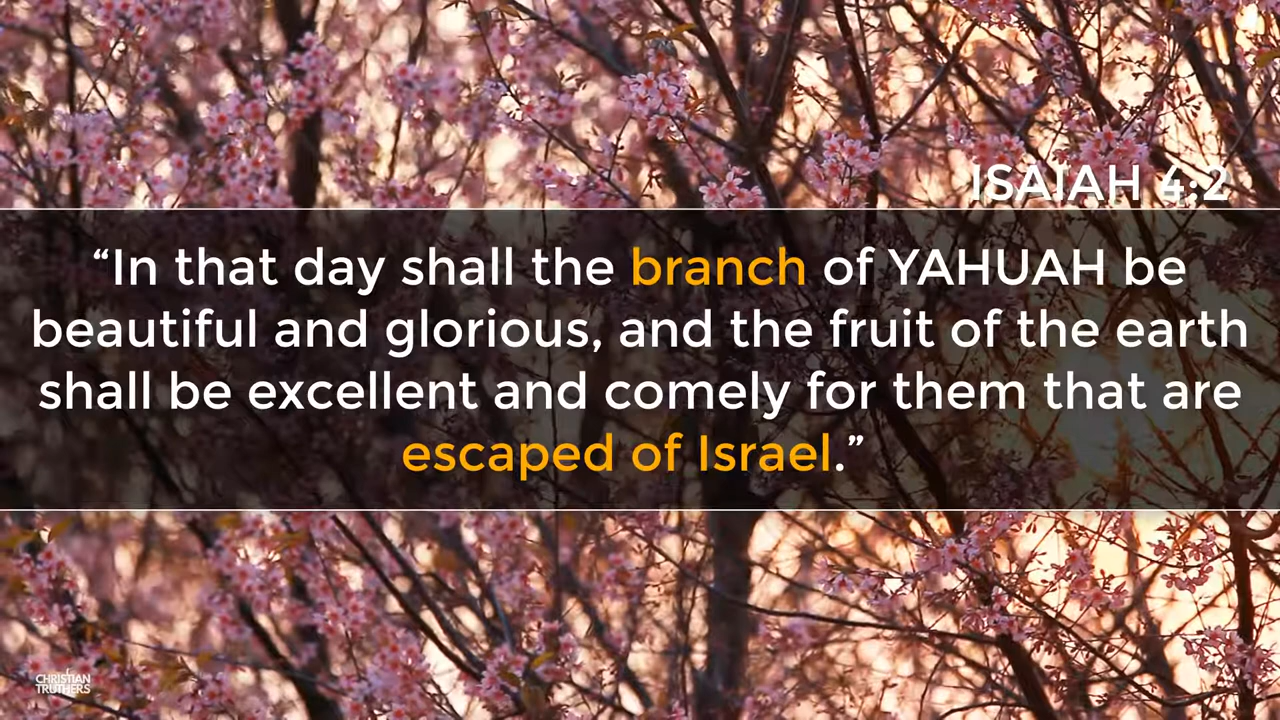 ISAIAH 4:2
“In that day shall the branch of YAHUAH be
beautiful and glorious, and the fruit of the earth
shall be excellent and comely for them that are
escaped of Israel.”
CHRISTIAN
TRUTHERS